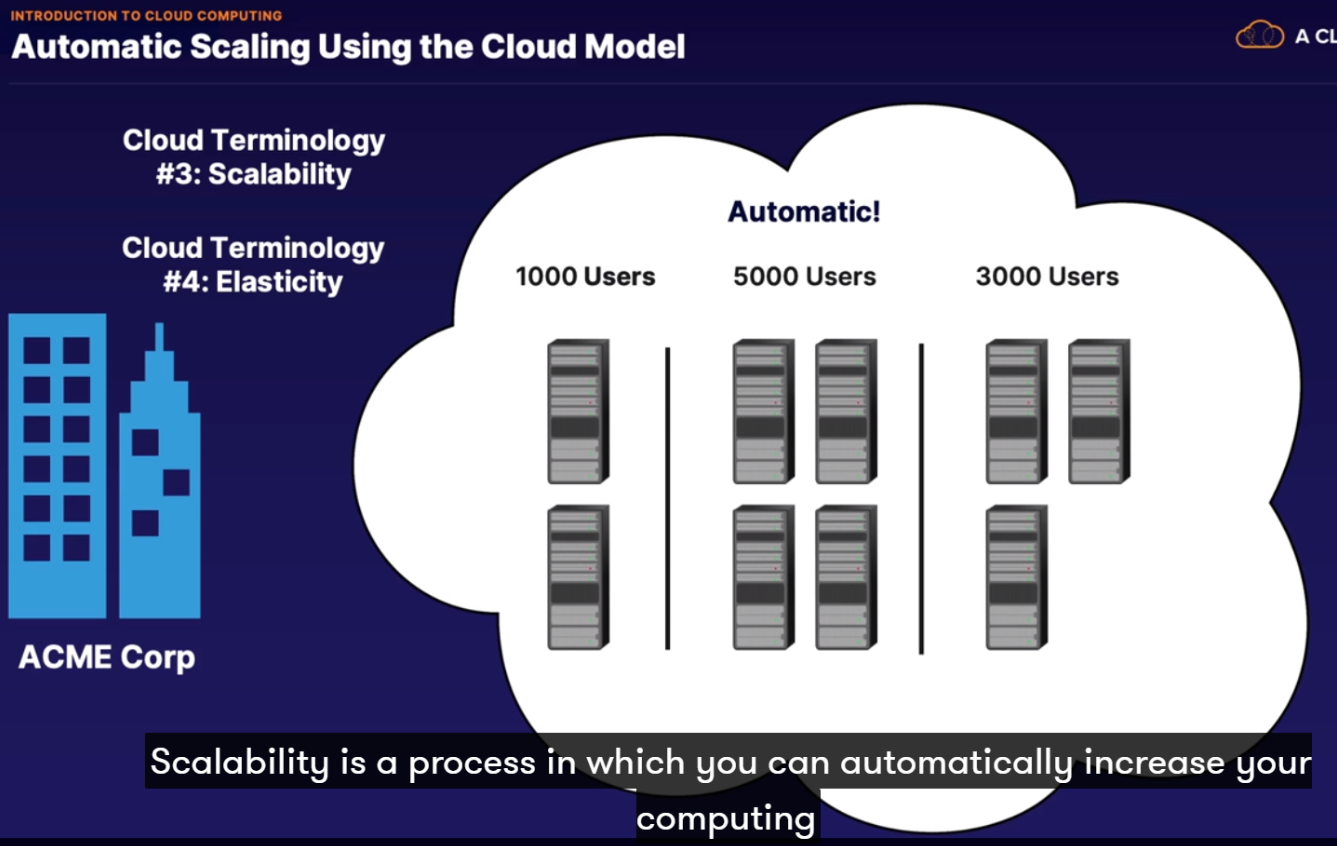 INTRODUCTION TO CLOUD COMPUTING
Automatic Scaling Using the Cloud Model
A CL
Cloud Terminology
#3: Scalability
Cloud Terminology
#4: Elasticity
Automatic!
1000 Users
5000 Users
3000 Users
ACME Corp
Scalability is a process in which you can automatically increase your
computing